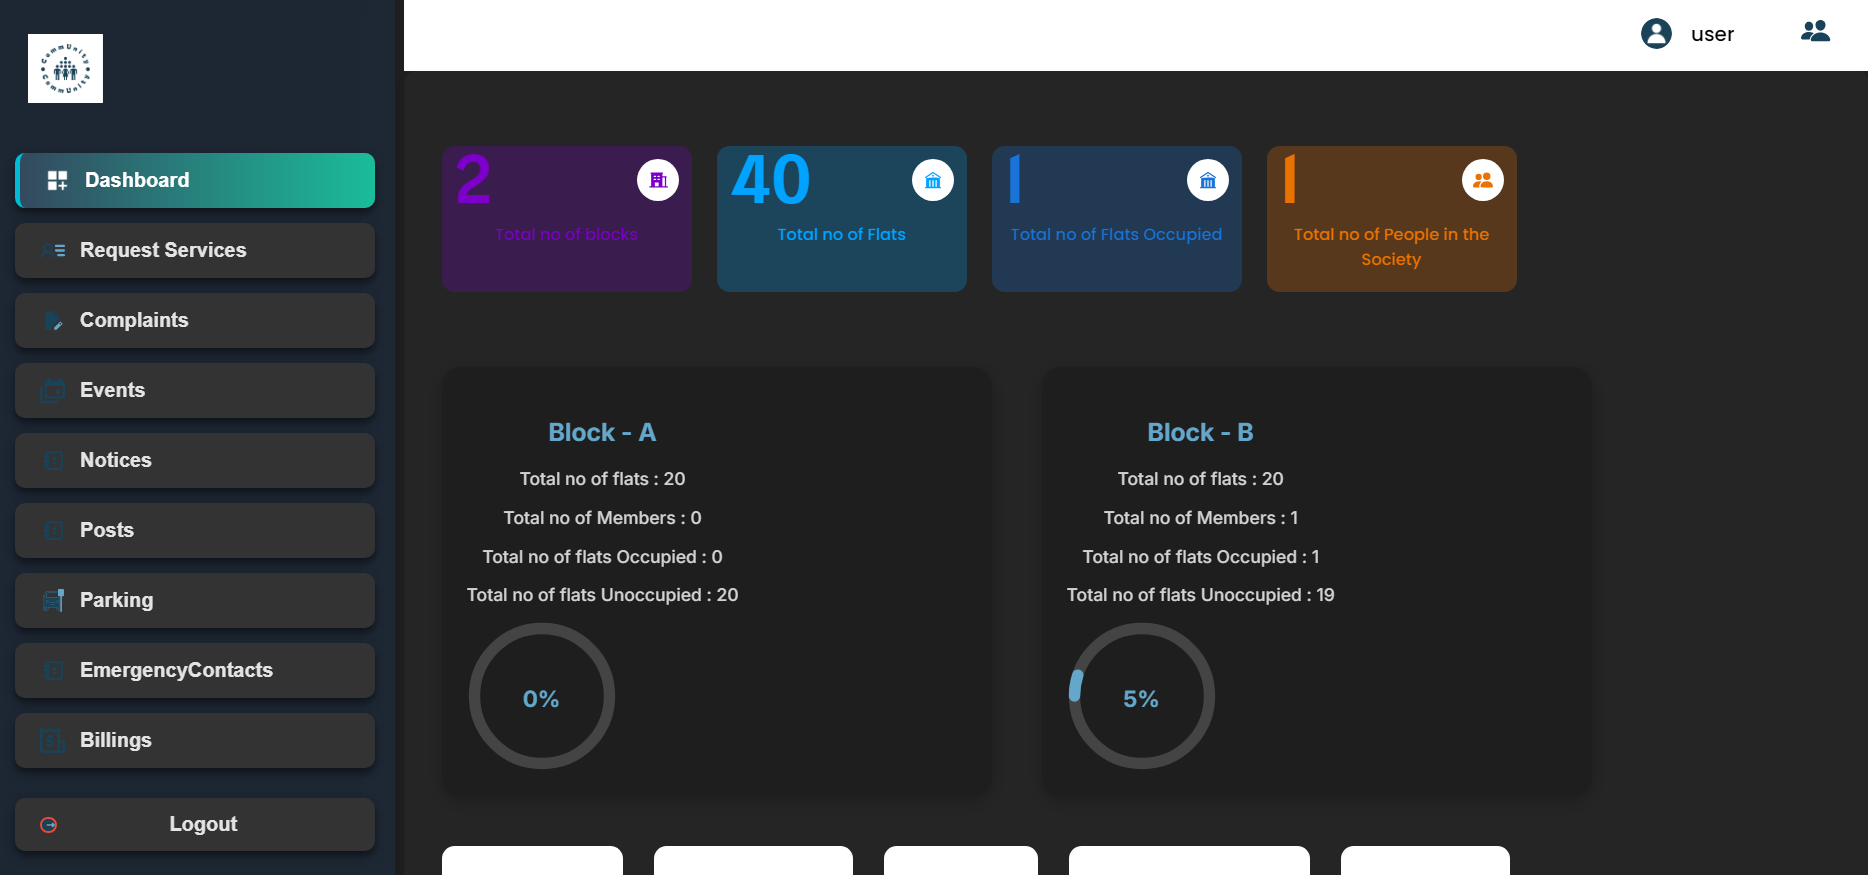 CommUnity
CommUnity
user
Dashboard
Request Services
Complaints
Events
Notices
Posts
Parking
EmergencyContacts
Billings
Logout
2
Total no of blocks
40
Total no of Flats
1
Total no of Flats Occupied
1
Total no of People in the
Society
Block - A
Total no of flats : 20
Total no of Members : 0
Total no of flats Occupied : 0
Total no of flats Unoccupied : 20
0%
Block - B
Total no of flats : 20
Total no of Members : 1
Total no of flats Occupied : 1
Total no of flats Unoccupied : 19
5%